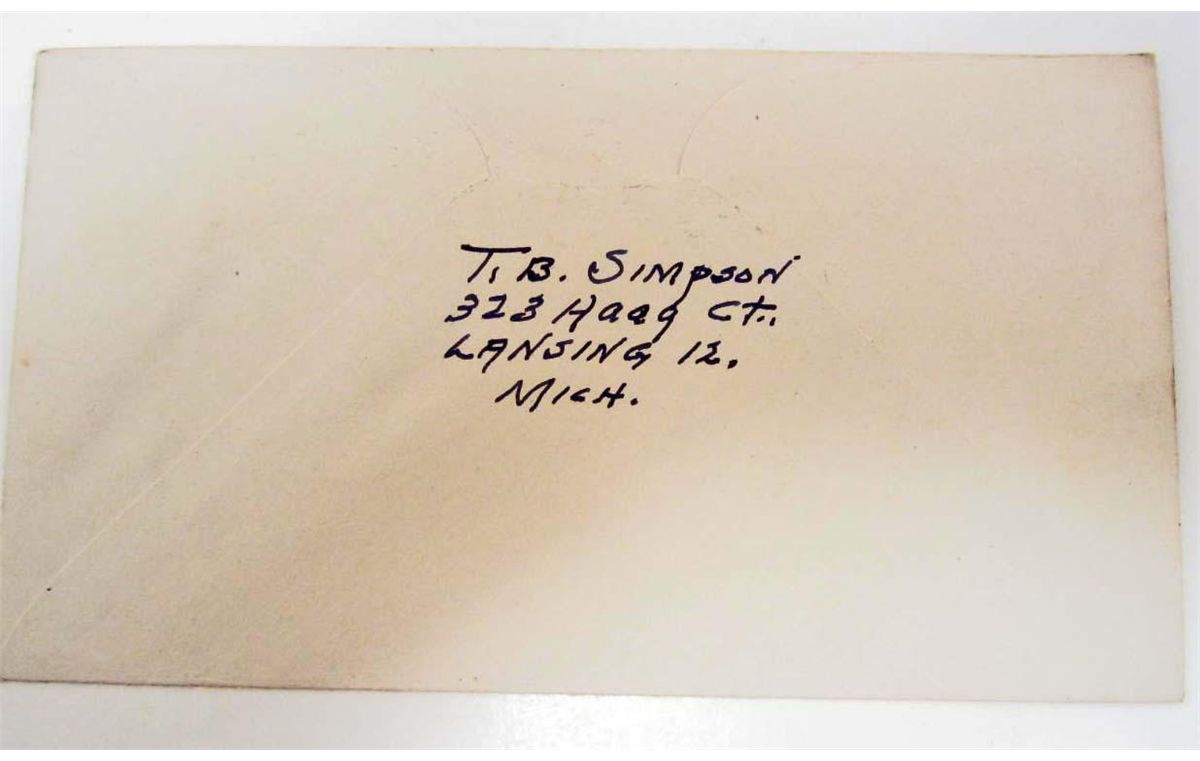 T. B. SIMPSON
323 Haag Ct.,
LANSING 12,
MICH.